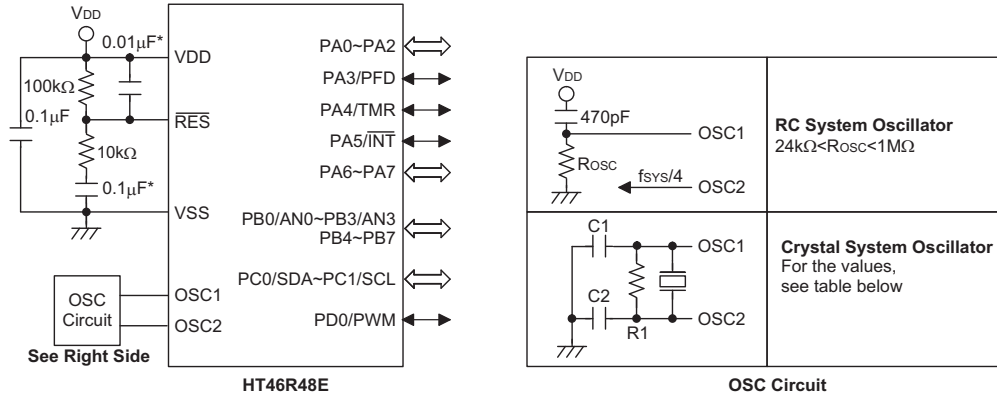 VDD
0.01μF*
VDD
100kΩ
0.1μF
RES
10kΩ
0.1μF*
VSS
OSC
Circuit
OSC1
OSC2
See Right Side
PA0~PA2
PA3/PFD
PA4/TMR
PA5/INT
PA6~PA7
PB0/AN0~PB3/AN3
PB4~PB7
PC0/SDA~PC1/SCL
PD0/PWM
HT46R48E
VDD
470pF
OSC1
ROSC
fSYS/4
OSC2
RC System Oscillator
24kΩ<ROSC<1MΩ
C1
OSC1
C2
R1
OSC2
Crystal System Oscillator
For the values,
see table below
OSC Circuit